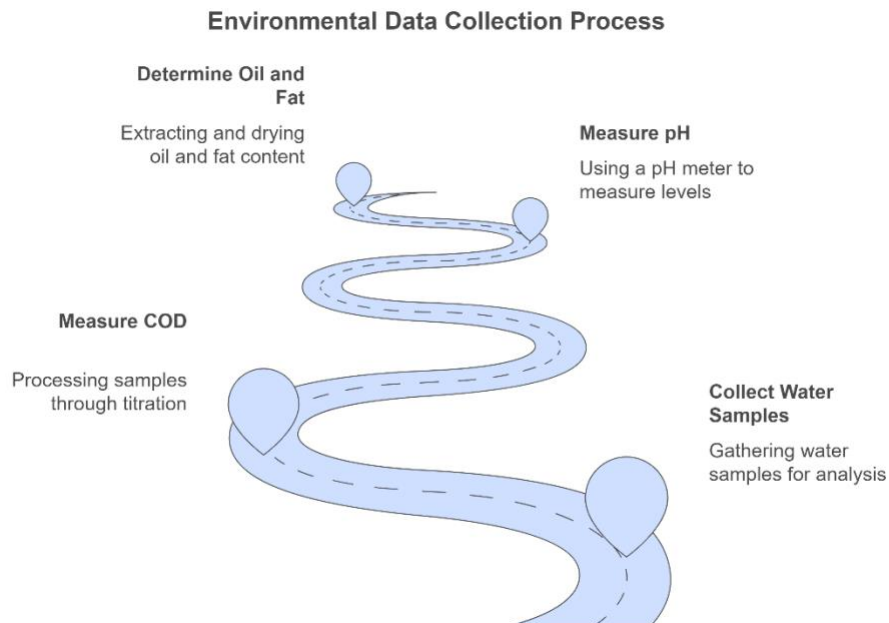 Environmental Data Collection Process
Determine Oil and
Fat
Extracting and drying
oil and fat content
Measure pH
Using a pH meter to
measure levels
Measure COD
Processing samples
through titration
Collect Water
Samples
Gathering water
samples for analysis